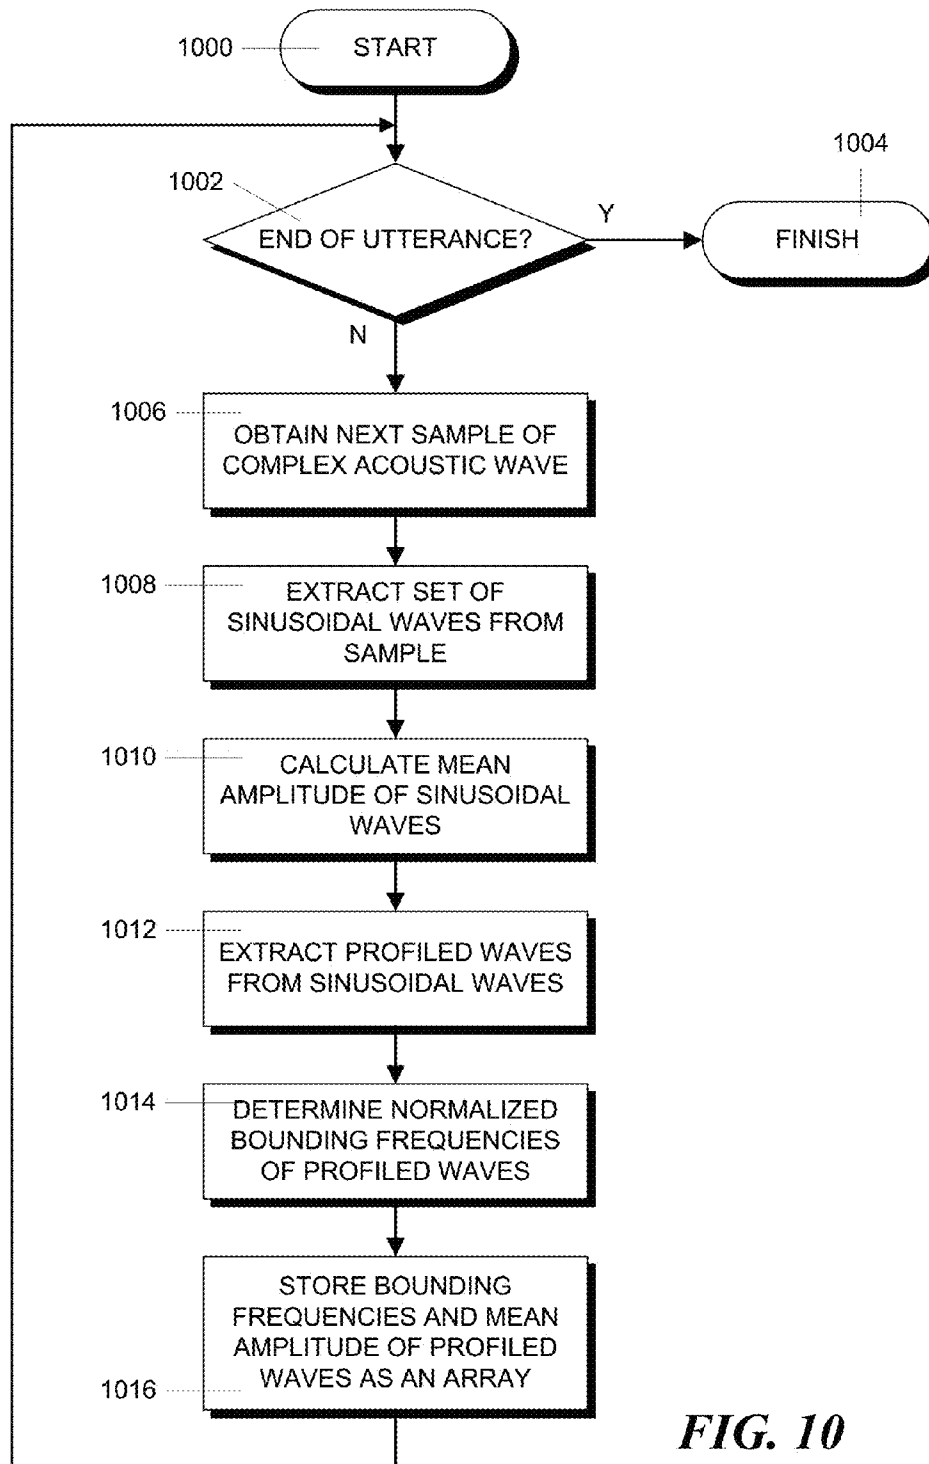 1000
START
1004
1002
Y
END OF UTTERANCE?
FINISH
N
1006
OBTAIN NEXT SAMPLE OF
COMPLEX ACOUSTIC WAVE
1008
EXTRACT SET OF
SINUSOIDAL WAVES FROM
SAMPLE
1010
CALCULATE MEAN
AMPLITUDE OF SINUSOIDAL
WAVES
1012
EXTRACT PROFILED WAVES
FROM SINUSOIDAL WAVES
1014
DETERMINE NORMALIZED
BOUNDING FREQUENCIES
OF PROFILED WAVES
STORE BOUNDING
FREQUENCIES AND MEAN
AMPLITUDE OF PROFILED
WAVES AS AN ARRAY
1016
FIG. 10